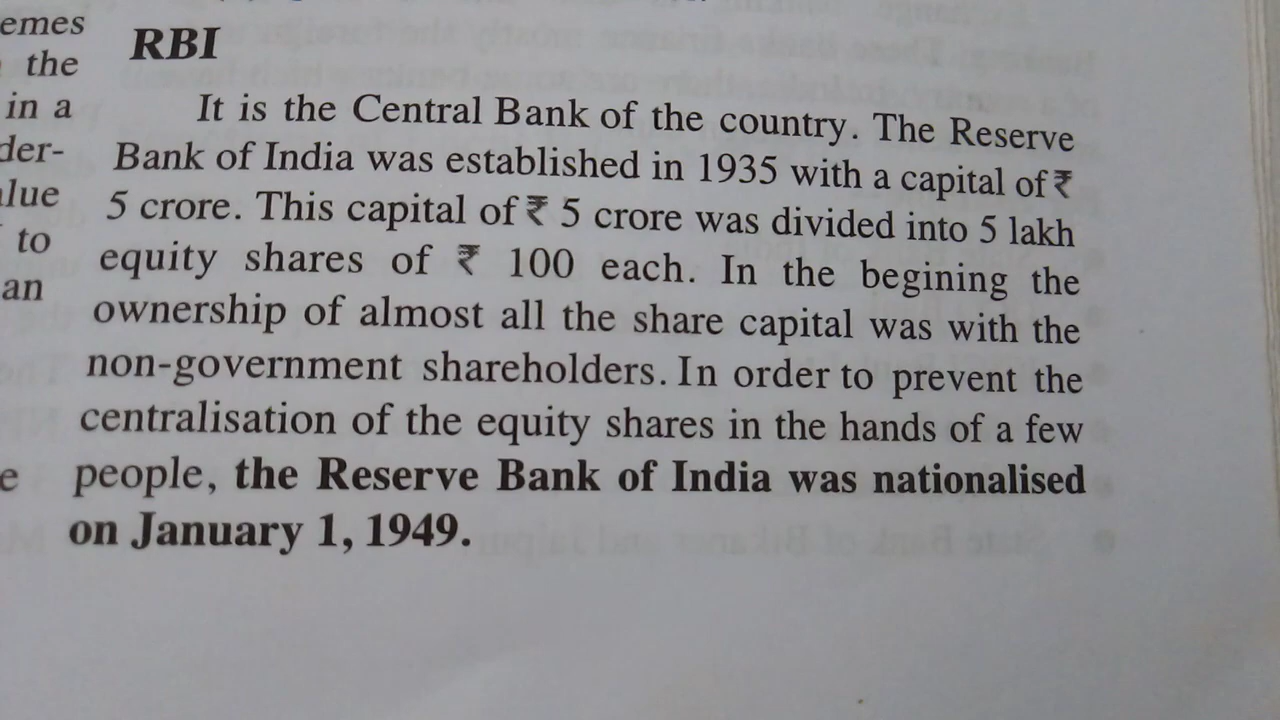 emes
the
in a
der-
alue
to
an
e
RBI
It is the Central Bank of the country. The Reserve
Bank of India was established in 1935 with a capital of ₹
5 crore. This capital of ₹ 5 crore was divided into 5 lakh
equity shares of ₹ 100 each. In the begining the
ownership of almost all the share capital was with the
non-government shareholders. In order to prevent the
centralisation of the equity shares in the hands of a few
people, the Reserve Bank of India was nationalised
on January 1, 1949.